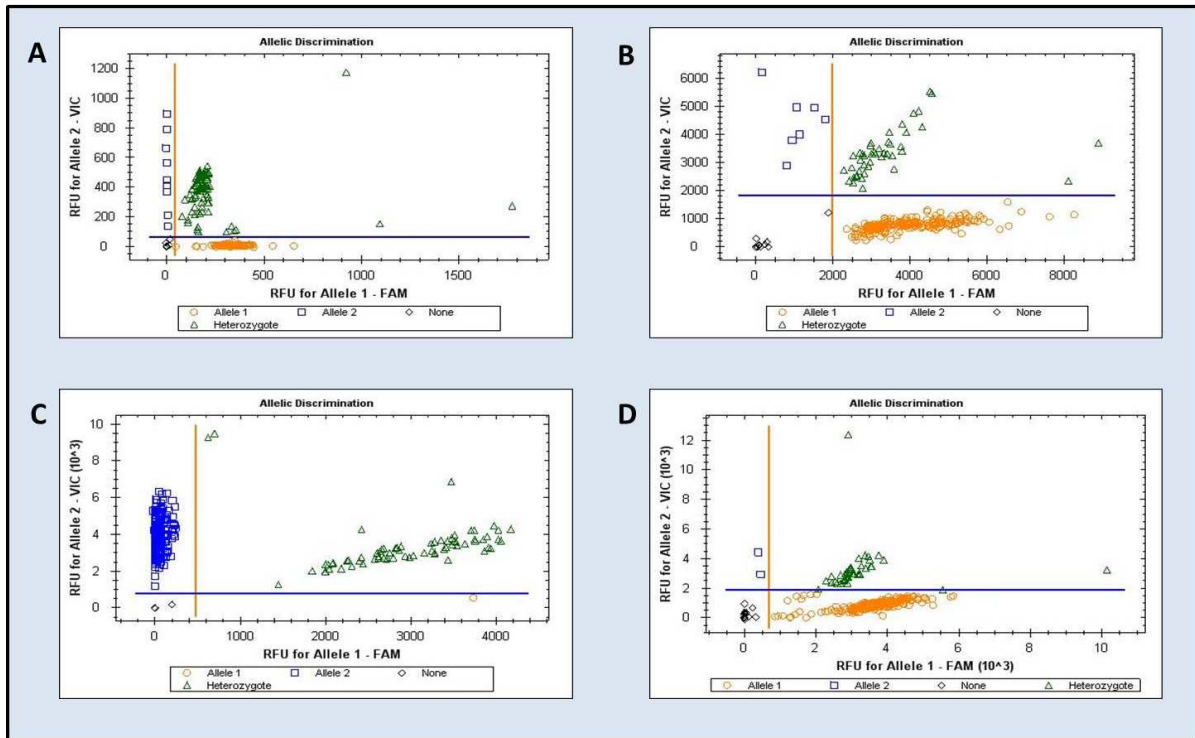 A
Allelic Discrimination
RFU for Allele 2 - VIC
1200
1000
800
600
400
200
0
0 500 1000 1500
RFU for Allele 1 - FAM
Allele 1 Allele 2 None
Heterozygote
B
Allelic Discrimination
RFU for Allele 2 - VIC
6000
5000
4000
3000
2000
1000
0
0 2000 4000 6000 8000
RFU for Allele 1 - FAM
Allele 1 Allele 2 None
Heterozygote
C
Allelic Discrimination
RFU for Allele 2 - VIC (10^3)
10
8
6
4
2
0
0 1000 2000 3000 4000
RFU for Allele 1 - FAM
Allele 1 Allele 2 None
Heterozygote
D
Allelic Discrimination
RFU for Allele 2 - VIC (10^3)
12
10
8
6
4
2
0
0 2 4 6 8 10
RFU for Allele 1 - FAM (10^3)
Allele 1 Allele 2 None Heterozygote